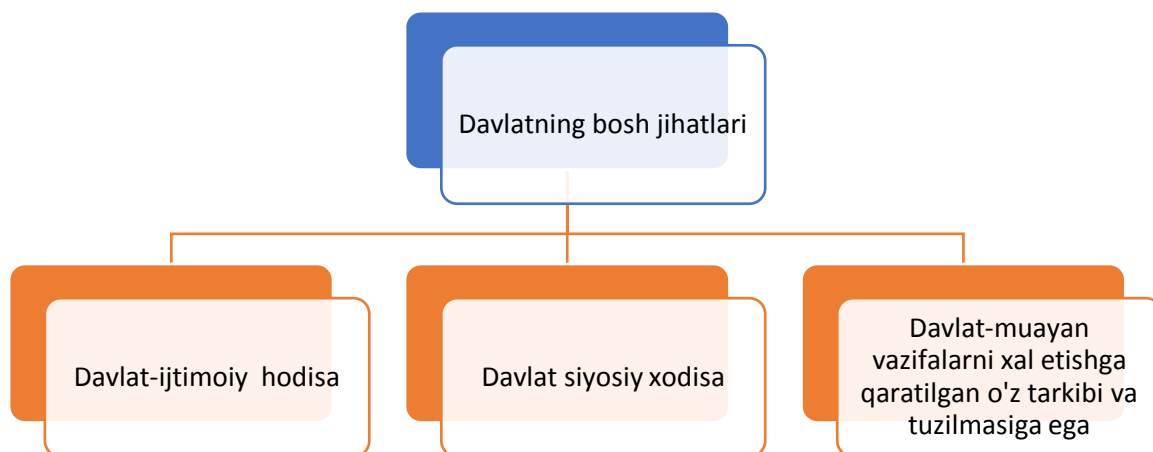 Davlatning bosh jihatlari
Davlat-ijtimoiy hodisa
Davlat siyosiy xodisa
Davlat-muayan
vazifalarni xal etishga
qaratilgan o'z tarkibi va
tuzilmasiga ega